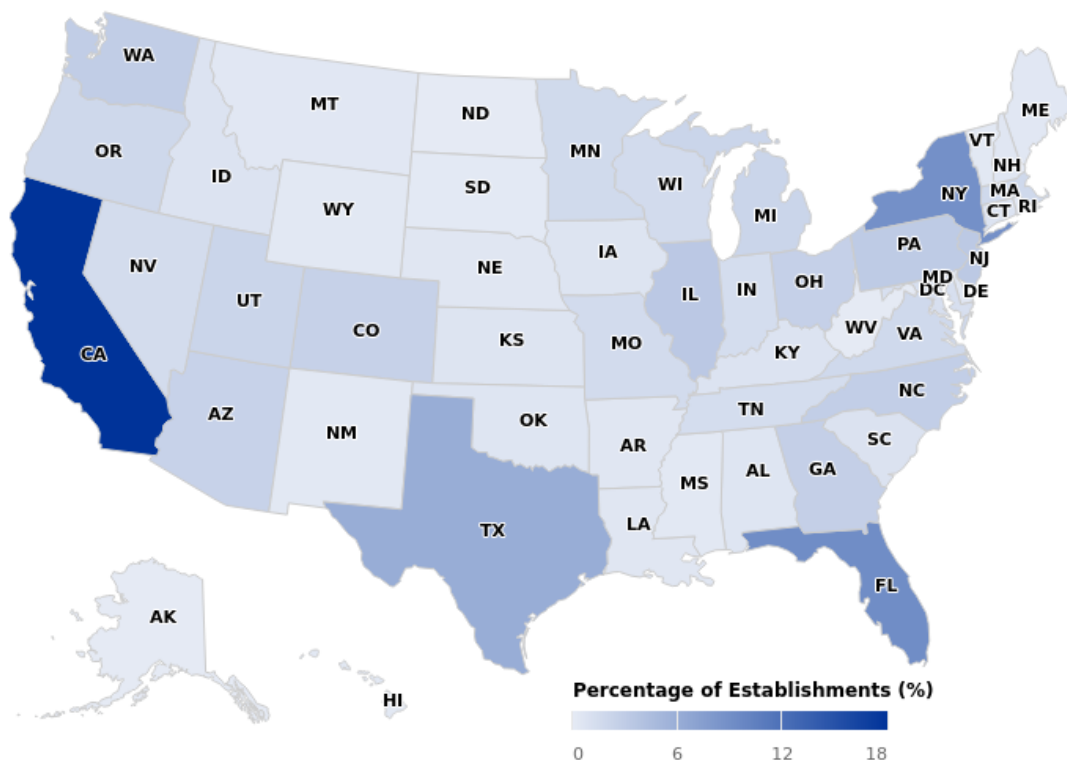 WA
MT
ND
ME
OR
ID
MN
VT
NH
SD
WI
NY
MA
WY
MI
CT RI
NV
NE
IA
PA
NJ
UT
CO
IL
IN
OH
MD
DC
DE
CA
KS
MO
WV
VA
KY
AZ
NM
OK
TN
NC
AR
SC
MS
AL
GA
TX
LA
FL
AK
HI
Percentage of Establishments (%)
0 6 12 18